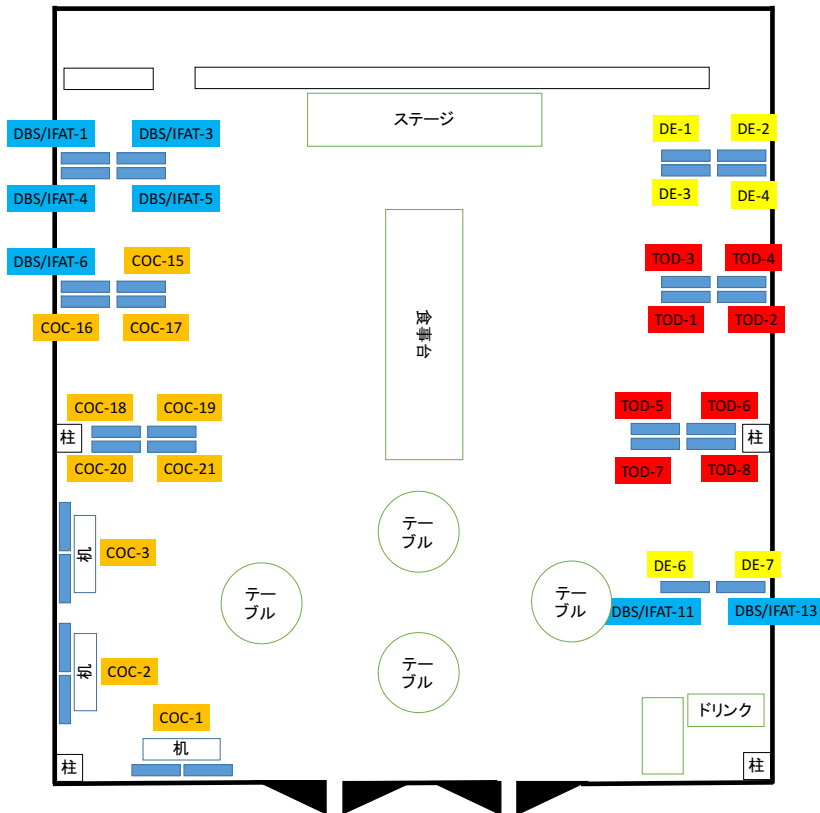 ステージ
DBS/IFAT-1
DBS/IFAT-3
DE-1
DE-2
DBS/IFAT-4
DBS/IFAT-5
DE-3
DE-4
DBS/IFAT-6
COC-15
TOD-3
TOD-4
COC-16
COC-17
食事台
TOD-1
TOD-2
COC-18
COC-19
TOD-5
TOD-6
柱
柱
COC-20
COC-21
TOD-7
TOD-8
机
COC-3
テー
ブル
テー
ブル
テー
ブル
DE-6
DE-7
DBS/IFAT-11
DBS/IFAT-13
机
COC-2
テー
ブル
COC-1
机
ドリンク
柱
柱